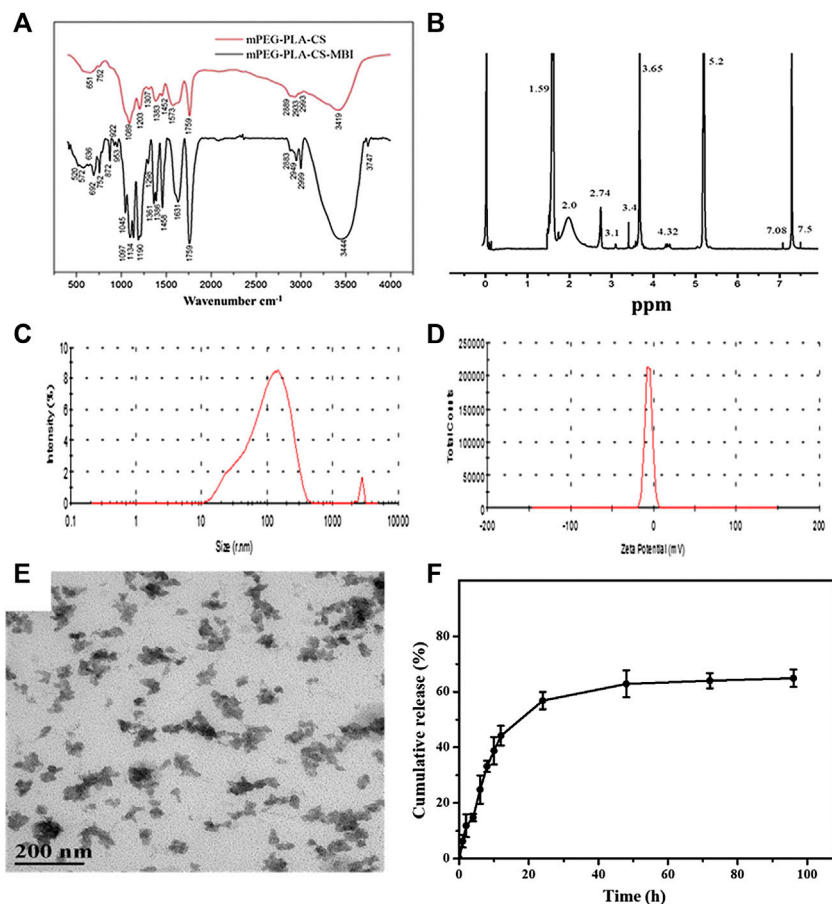 A
mPEG-PLA-CS
mPEG-PLA-CS-MBI
651
752
1089
1203
1307
1383
1452
1573
1759
2889
2933
2993
3419
520
572
636
692
752
872
922
953
1045
1097
1134
1190
1298
1361
1386
1456
1631
1759
2883
2949
2999
3444
3747
500 1000 1500 2000 2500 3000 3500 4000
Wavenumber cm-1
B
1.59
2.0
2.74
3.1
3.4
3.65
4.32
5.2
7.08
7.5
0 1 2 3 4 5 6 7
ppm
C
10
8
6
4
2
0
Intensity (%)
0.1 1 10 100 1000 10000
Size (r.nm)
D
250000
200000
150000
100000
50000
0
Total Counts
-200 -100 0 100 200
Zeta Potential (mV)
E
200 nm
F
80
60
40
20
0
Cumulative release (%)
0 20 40 60 80 100
Time (h)